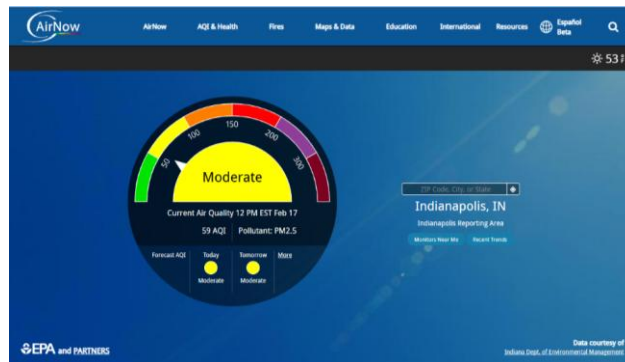 AirNow
AirNow AQI & Health Fires Maps & Data Education International Resources Español Beta
53
50 100 150 200 300
Moderate
Current Air Quality 12 PM EST Feb 17
59 AQI Pollutant: PM2.5
Forecast AQI Today Tomorrow More
Moderate Moderate
ZIP Code, City, or State
Indianapolis, IN
Indianapolis Reporting Area
Monitors Near Me Recent Trends
EPA and PARTNERS
Data courtesy of
Indiana Dept. of Environmental Management